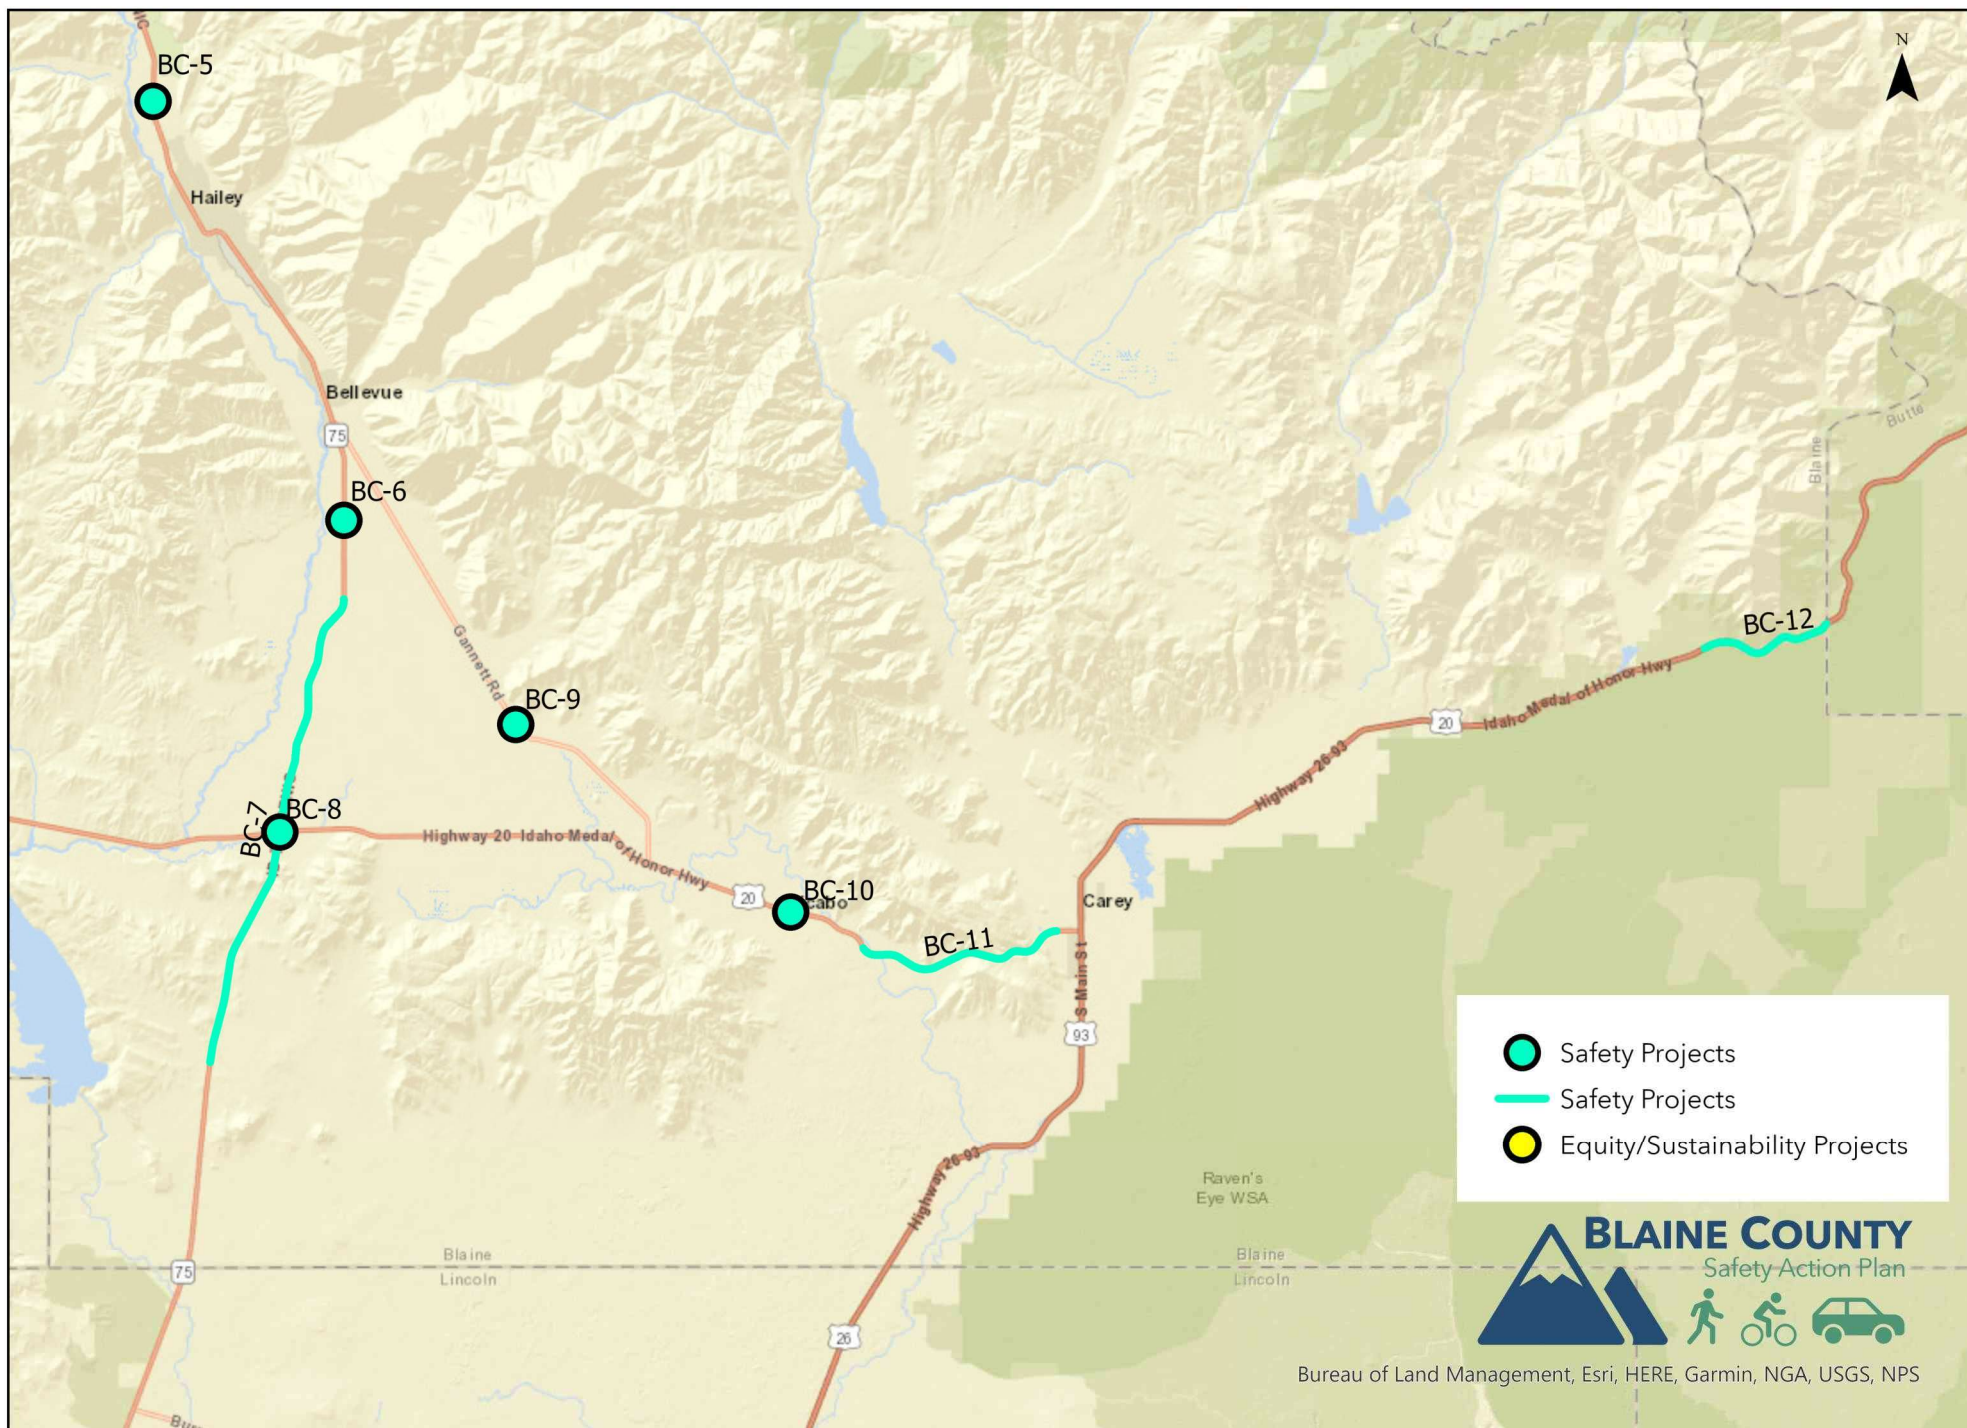 N
BC-5
Hailey
Bellevue
75
BC-6
Gannett Rd
BC-9
BC-7
BC-8
Highway 20 Idaho Medal of Honor Hwy
20
BC-10
BC-11
Carey
S Main St
93
Highway 26 93
20
Idaho Medal of Honor Hwy
BC-12
Blaine
Butte
Highway 26 93
26
75
Blaine
Lincoln
Raven's
Eye WSA
Blaine
Lincoln
Safety Projects
Safety Projects
Equity/Sustainability Projects
BLAINE COUNTY
Safety Action Plan
Bureau of Land Management, Esri, HERE, Garmin, NGA, USGS, NPS